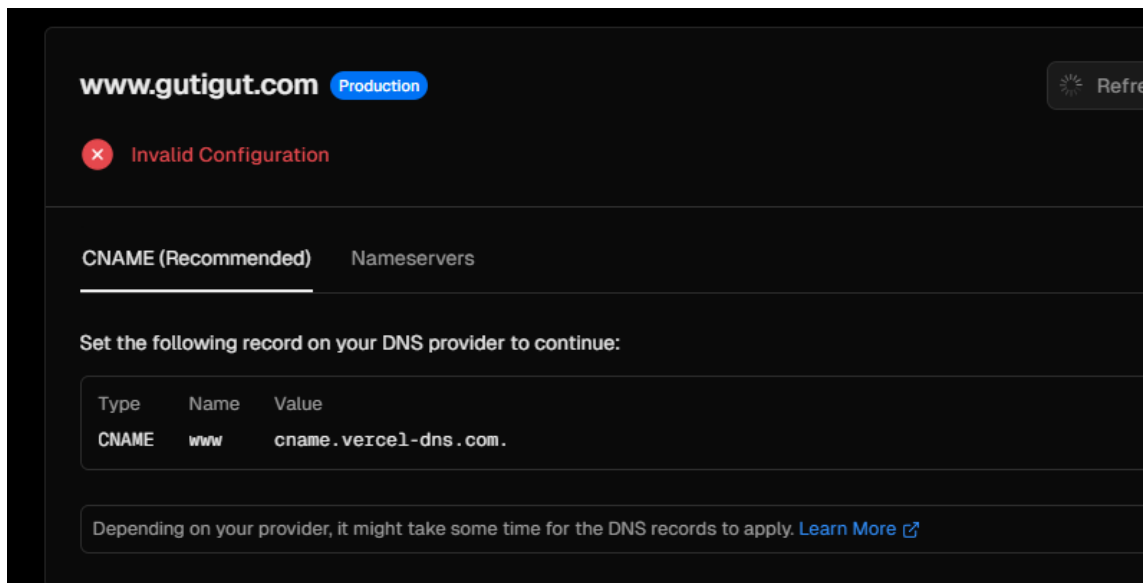 www.gutigut.com Production
Refre
Invalid Configuration
CNAME (Recommended) Nameservers
Set the following record on your DNS provider to continue:
Type Name Value
CNAME www cname.vercel-dns.com.
Depending on your provider, it might take some time for the DNS records to apply. Learn More